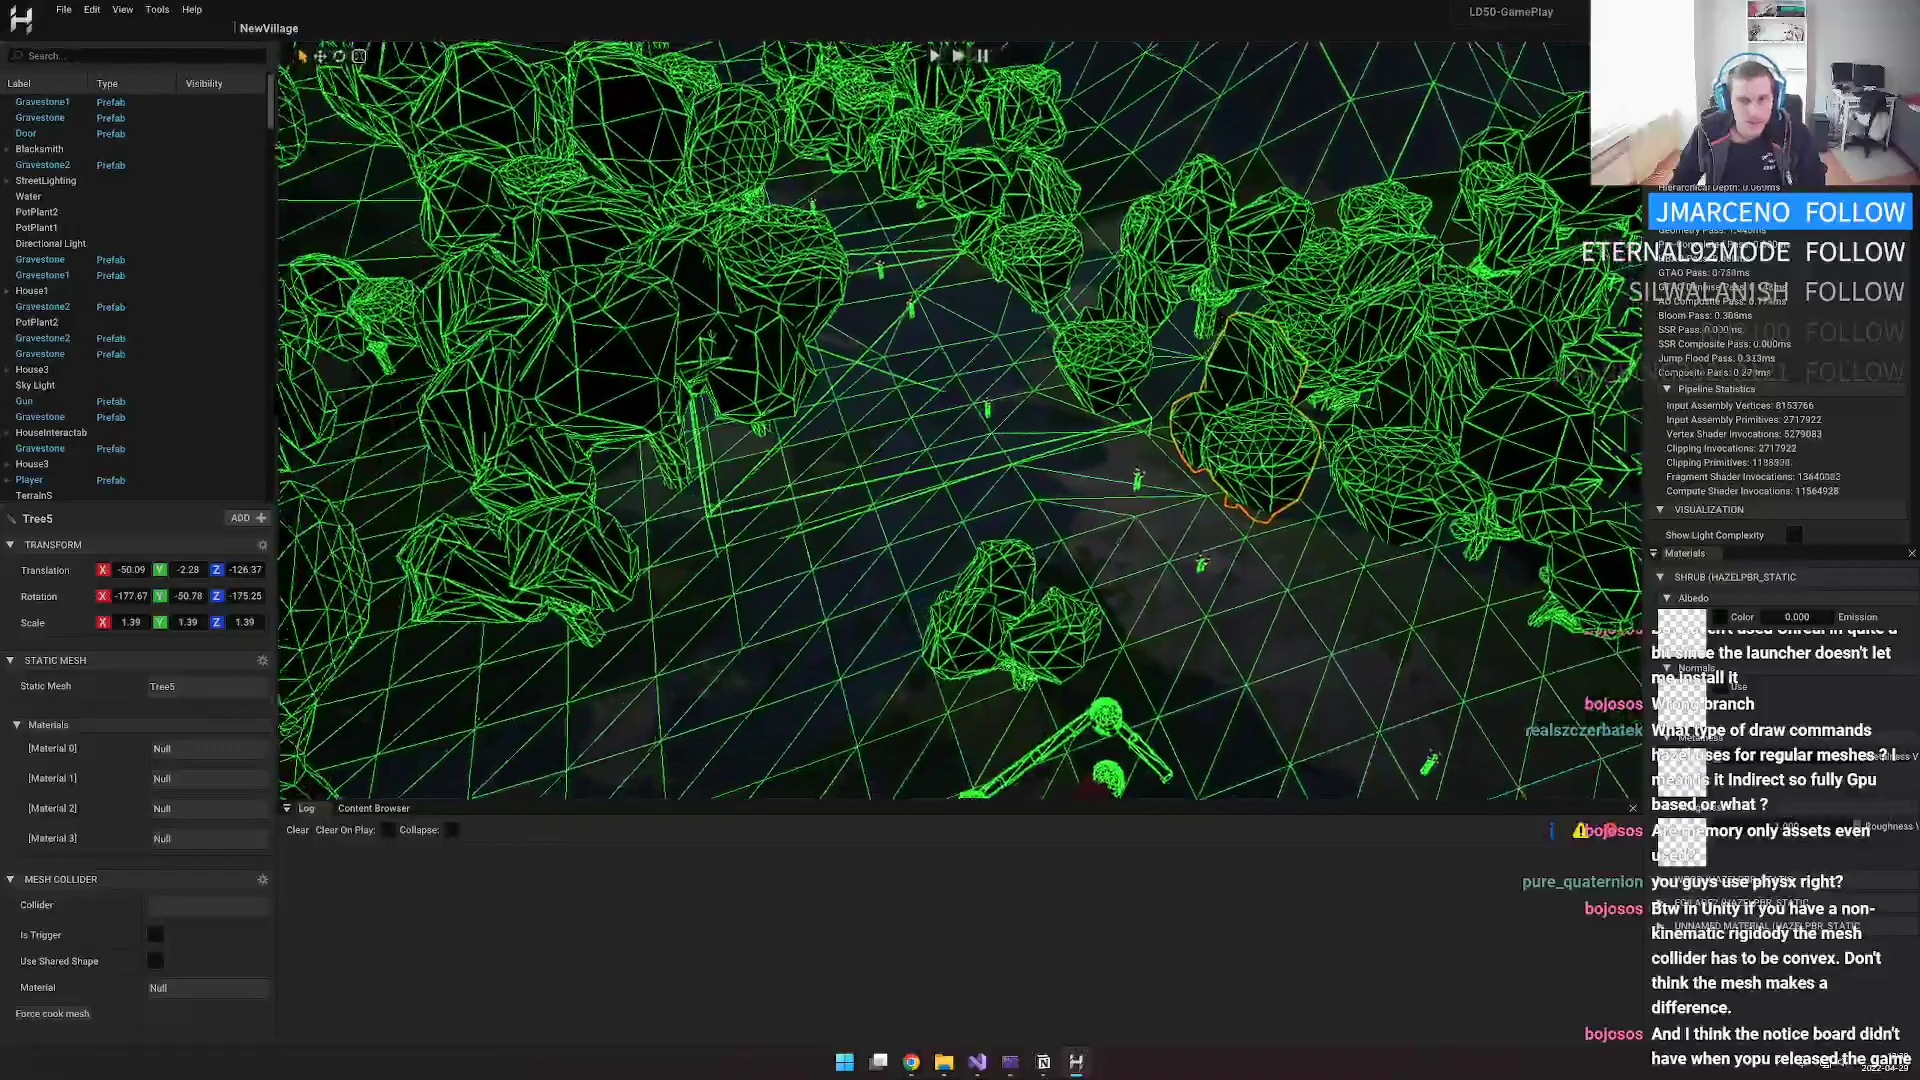 File Edit View Tools Help
NewVillage
LD50-GamePlay
Search...
Label Type Visibility
Gravestone1 Prefab
Gravestone Prefab
Door Prefab
Blacksmith
Gravestone2 Prefab
StreetLighting
Water
PotPlant2
PotPlant1
Directional Light
Gravestone Prefab
Gravestone1 Prefab
House1
Gravestone2 Prefab
PotPlant2
Gravestone2 Prefab
Gravestone Prefab
House3
Sky Light
Gun Prefab
Gravestone Prefab
HouseInteractab
Gravestone Prefab
House3
Player Prefab
TerrainS
Tree5 ADD +
TRANSFORM
Translation X -50.09 Y -2.28 Z -126.37
Rotation X -177.67 Y -50.78 Z -175.25
Scale X 1.39 Y 1.39 Z 1.39
STATIC MESH
Static Mesh Tree5
Materials
[Material 0] Null
[Material 1] Null
[Material 2] Null
[Material 3] Null
MESH COLLIDER
Collider
Is Trigger
Use Shared Shape
Material Null
Force cook mesh
Log Content Browser
Clear Clear On Play: Collapse:
Hierarchical Depth: 0.069ms
JMARCENO FOLLOW
ETERNAL92MODE FOLLOW
SILWALANISH FOLLOW
FOLLOW
FOLLOW
Bloom Pass: 0.306ms
SSR Pass: 0.000ms
SSR Composite Pass: 0.000ms
Jump Flood Pass: 0.333ms
Pipeline Statistics
Input Assembly Vertices: 8153766
Input Assembly Primitives: 2717922
Vertex Shader Invocations: 5279083
Clipping Invocations: 2717922
Clipping Primitives:
Fragment Shader Invocations:
Compute Shader Invocations: 11564928
VISUALIZATION
Show Light Complexity
Materials
SHRUB (HAZELPBR_STATIC
Albedo
Color 0.000 Emission
Normals
Use
bit since the launcher doesn't let
me install it
bojosos Wrong branch
realszczerbatek What type of draw commands
hazel uses for regular meshes ? I
mean is it Indirect so fully Gpu
based or what ?
bojosos Are memory only assets even
used?
pure_quaternion you guys use physx right?
bojosos Btw In Unity if you have a non-
kinematic rigidody the mesh
collider has to be convex. Don't
think the mesh makes a
difference.
bojosos And I think the notice board didn't
have when yopu released the game
2022-04-29